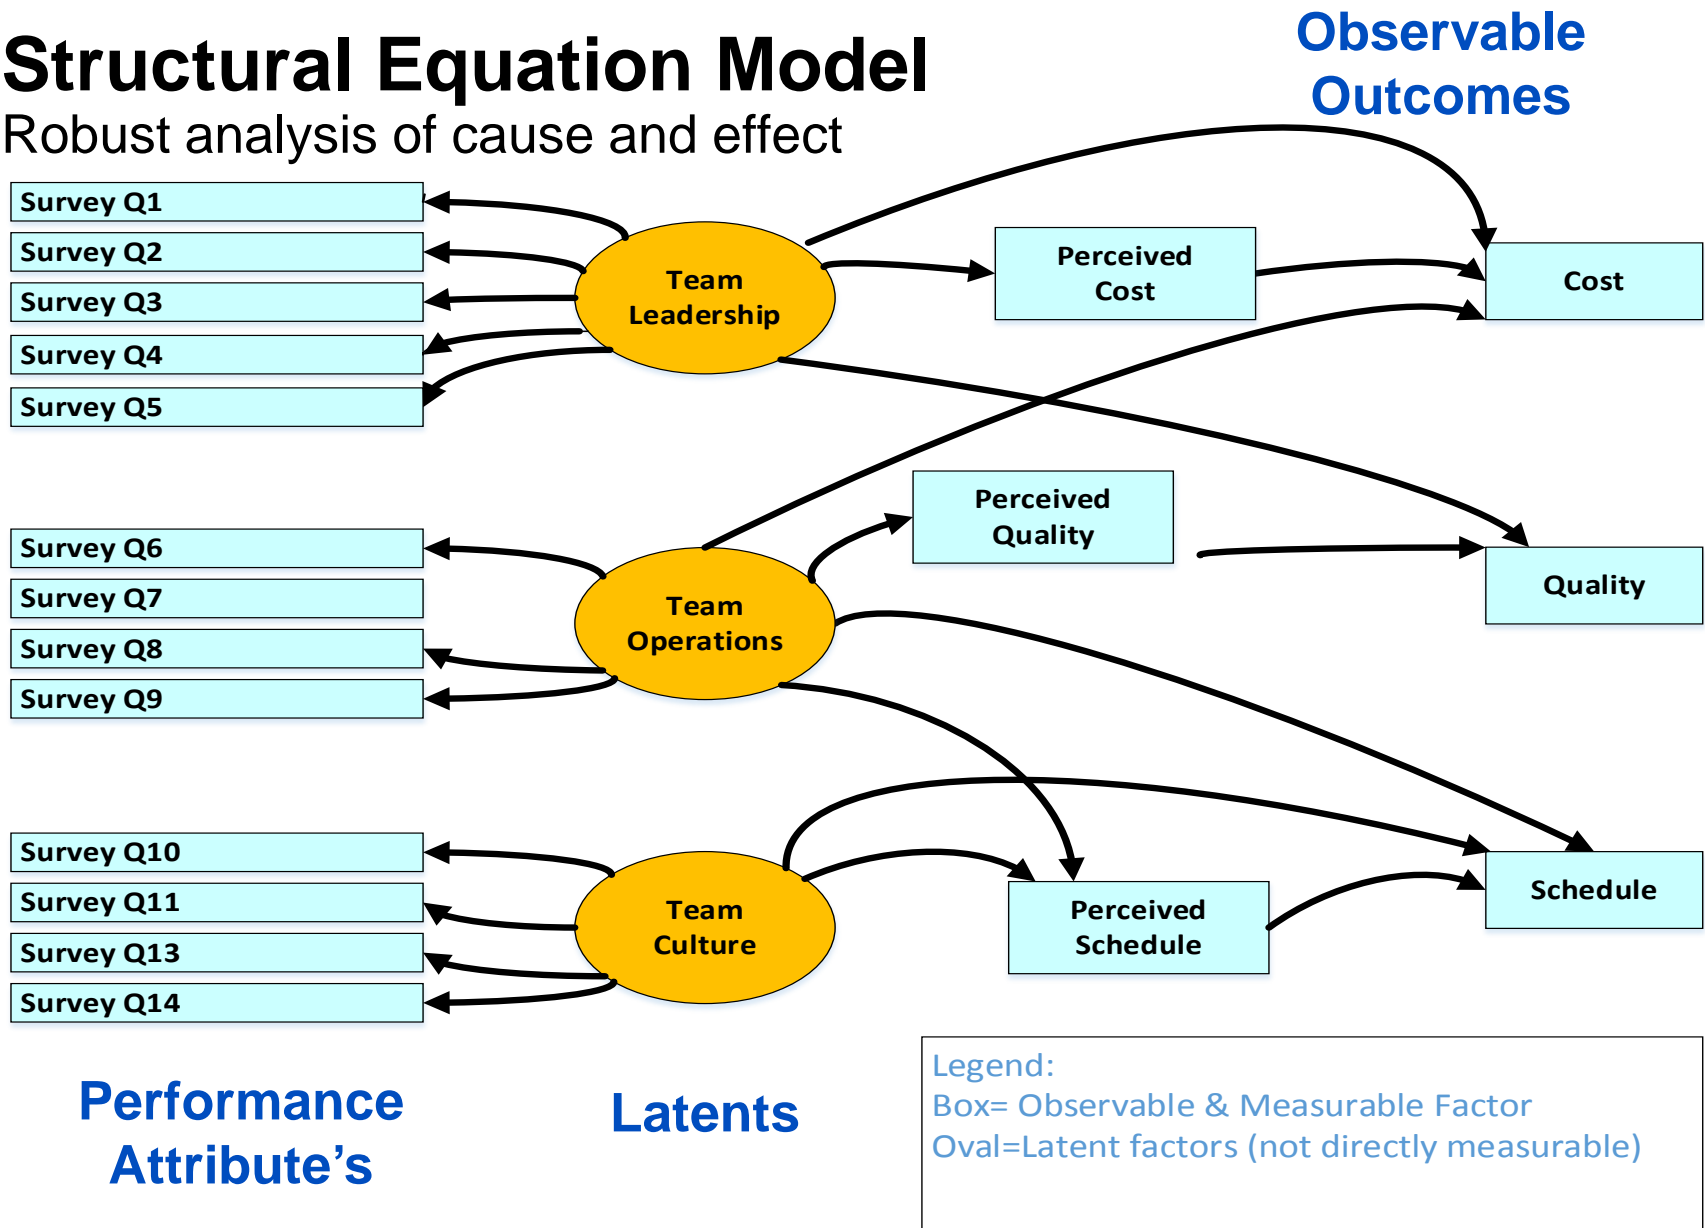 Structural Equation Model
Robust analysis of cause and effect
Observable
Outcomes
Survey Q1
Survey Q2
Survey Q3
Survey Q4
Survey Q5
Team
Leadership
Perceived
Cost
Cost
Survey Q6
Survey Q7
Survey Q8
Survey Q9
Team
Operations
Perceived
Quality
Quality
Survey Q10
Survey Q11
Survey Q13
Survey Q14
Team
Culture
Perceived
Schedule
Schedule
Performance
Attribute's
Latents
Legend:
Box= Observable & Measurable Factor
Oval=Latent factors (not directly measurable)